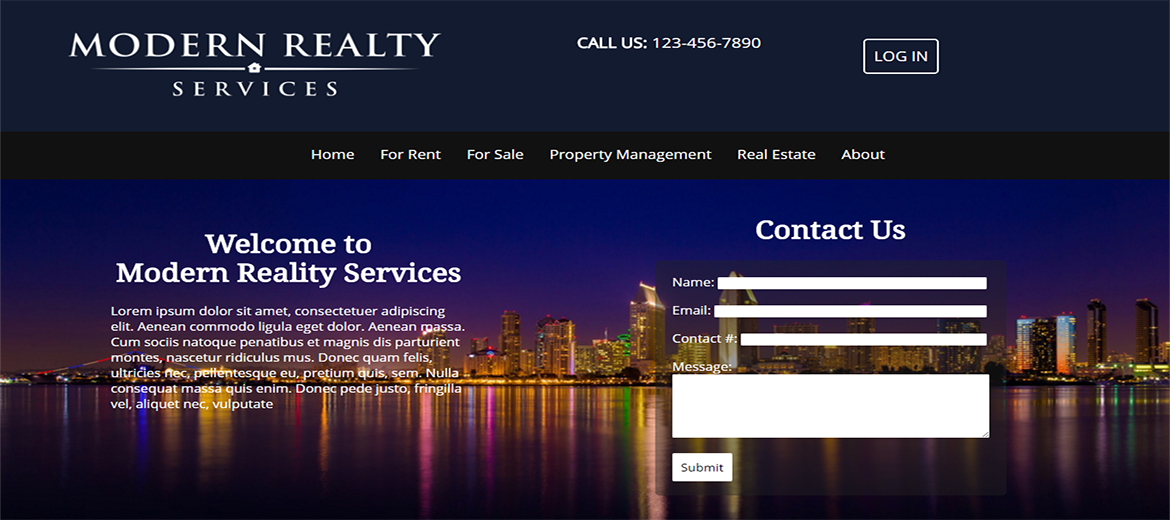 MODERN REALTY
SERVICES
CALL US: 123-456-7890
LOG IN
Home For Rent For Sale Property Management Real Estate About
Welcome to
Modern Reality Services
Lorem ipsum dolor sit amet, consectetuer adipiscing
elit. Aenean commodo ligula eget dolor. Aenean massa.
Cum sociis natoque penatibus et magnis dis parturient
montes, nascetur ridiculus mus. Donec quam felis,
ultricies nec, pellentesque eu, pretium quis, sem. Nulla
consequat massa quis enim. Donec pede justo, fringilla
vel, aliquet nec, vulputate
Contact Us
Name:
Email:
Contact #:
Message:
Submit